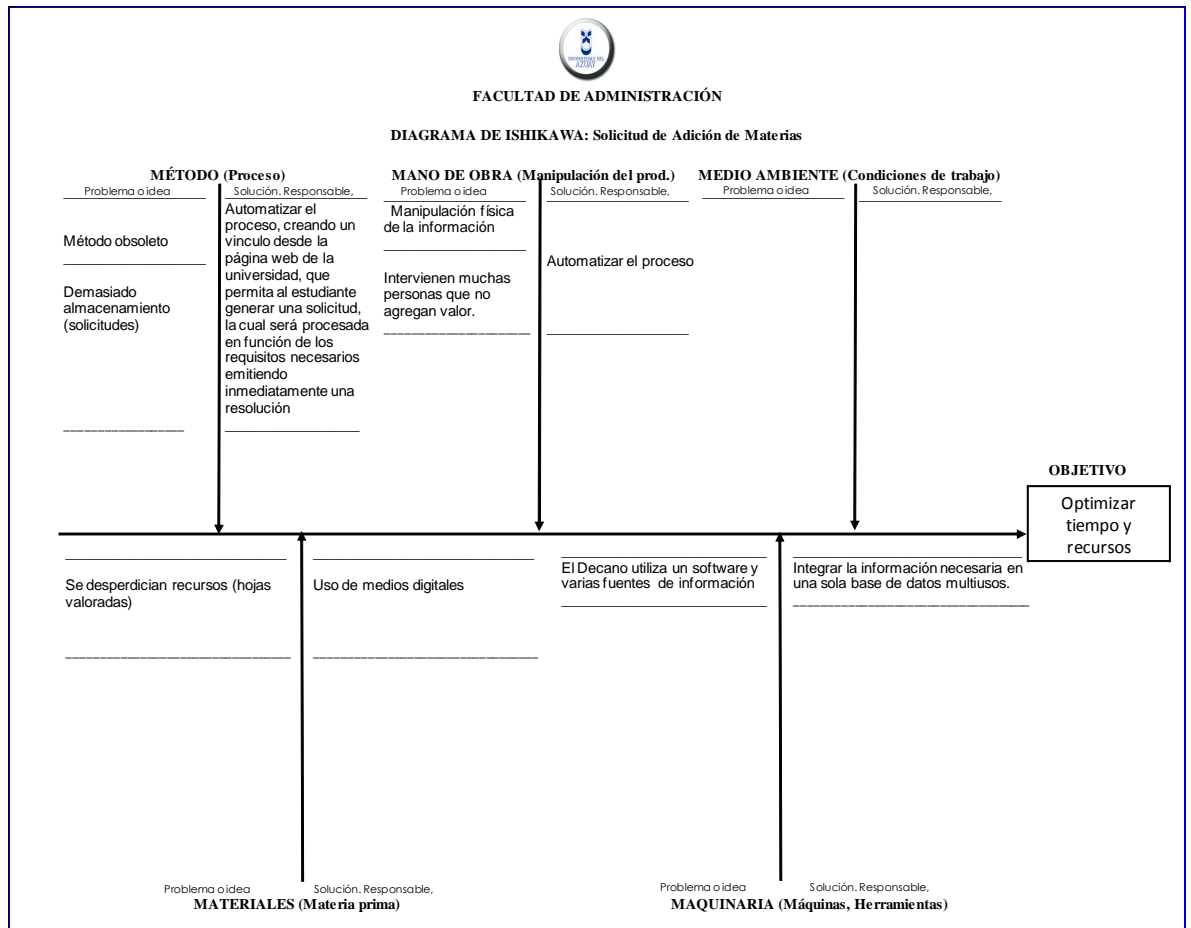 UNIVERSIDAD DEL
AZUAY
FACULTAD DE ADMINISTRACIÓN
DIAGRAMA DE ISHIKAWA: Solicitud de Adición de Materias
MÉTODO (Proceso)
Problema o idea
Solución. Responsable,
Método obsoleto
Demasiado
almacenamiento
(solicitudes)
Automatizar el
proceso, creando un
vinculo desde la
página web de la
universidad, que
permita al estudiante
generar una solicitud,
la cual será procesada
en función de los
requisitos necesarios
emitiendo
inmediatamente una
resolución
MANO DE OBRA (Manipulación del prod.)
Problema o idea
Solución. Responsable,
Manipulación física
de la información
Intervienen muchas
personas que no
agregan valor.
Automatizar el proceso
MEDIO AMBIENTE (Condiciones de trabajo)
Problema o idea
Solución. Responsable,
OBJETIVO
Optimizar
tiempo y
recursos
Se desperdician recursos (hojas
valoradas)
Uso de medios digitales
El Decano utiliza un software y
varias fuentes de información
Integrar la información necesaria en
una sola base de datos multiusos.
Problema o idea
Solución. Responsable,
MATERIALES (Materia prima)
Problema o idea
Solución. Responsable,
MAQUINARIA (Máquinas, Herramientas)